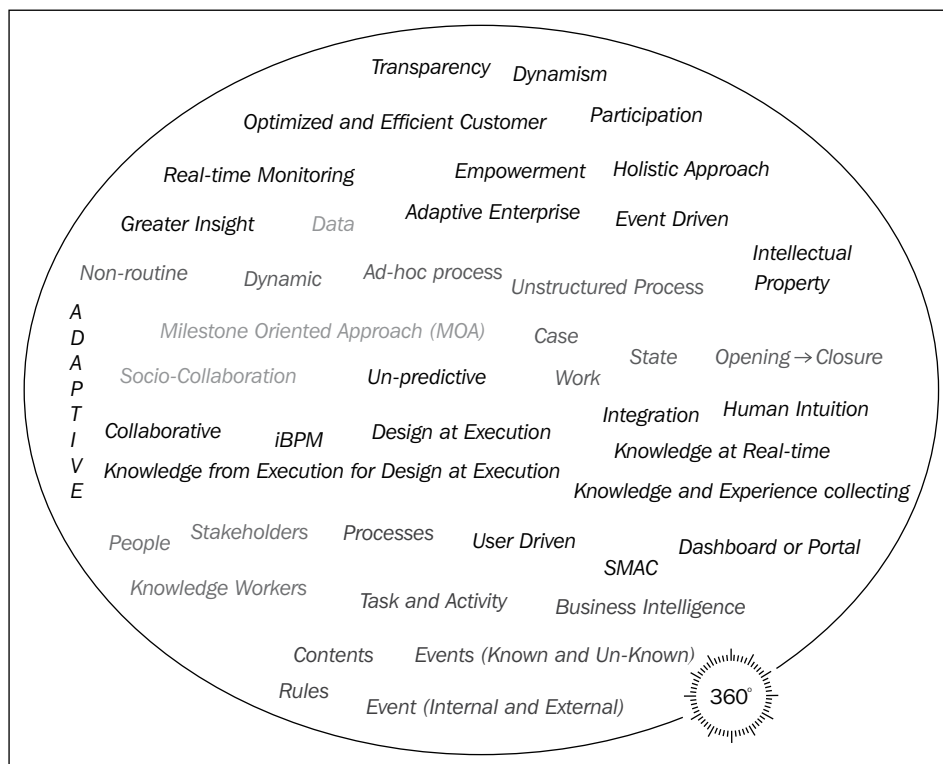 Transparency
Dynamism
Optimized and Efficient Customer
Participation
Real-time Monitoring
Empowerment
Holistic Approach
Greater Insight
Data
Adaptive Enterprise
Event Driven
Intellectual
Property
Non-routine
Dynamic
Ad-hoc process
Unstructured Process
ADAPTIVE
Milestone Oriented Approach (MOA)
Case
State
Opening → Closure
Socio-Collaboration
Un-predictive
Work
Integration
Human Intuition
Collaborative
iBPM
Design at Execution
Knowledge at Real-time
Knowledge from Execution for Design at Execution
Knowledge and Experience collecting
People
Stakeholders
Processes
User Driven
SMAC
Dashboard or Portal
Knowledge Workers
Task and Activity
Business Intelligence
Contents
Events (Known and Un-Known)
Rules
Event (Internal and External)
360°